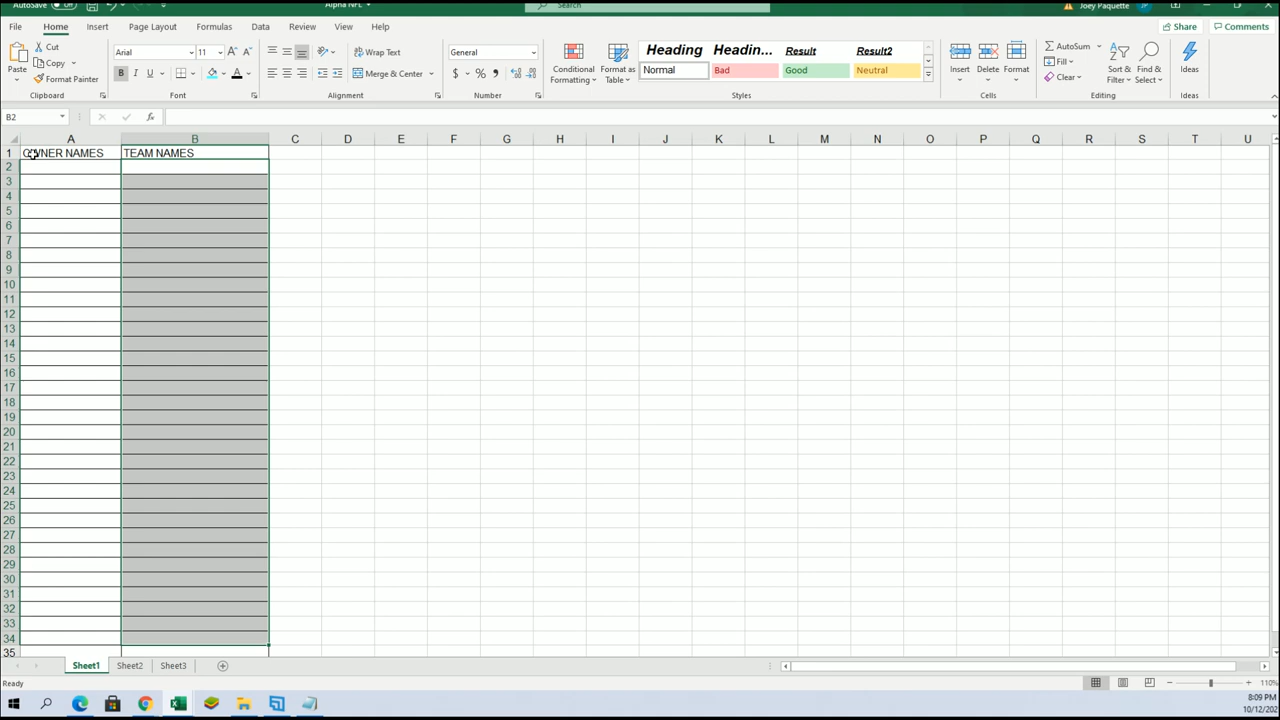 AutoSave Off Alpha NFL Search Joey Paquette JP
File Home Insert Page Layout Formulas Data Review View Help Share Comments
Cut Arial 11 Wrap Text General Heading Headin... Result Result2 AutoSum
Copy Fill
Paste Format Painter B I U Merge & Center $ % Conditional Formatting Format as Table Normal Bad Good Neutral Insert Delete Format Clear Sort & Filter Find & Select Ideas
Clipboard Font Alignment Number Styles Cells Editing Ideas
B2 fx
A B C D E F G H I J K L M N O P Q R S T U
1 OWNER NAMES TEAM NAMES
2
3
4
5
6
7
8
9
10
11
12
13
14
15
16
17
18
19
20
21
22
23
24
25
26
27
28
29
30
31
32
33
34
35
Sheet1 Sheet2 Sheet3
Ready 110%
8:09 PM
10/12/202